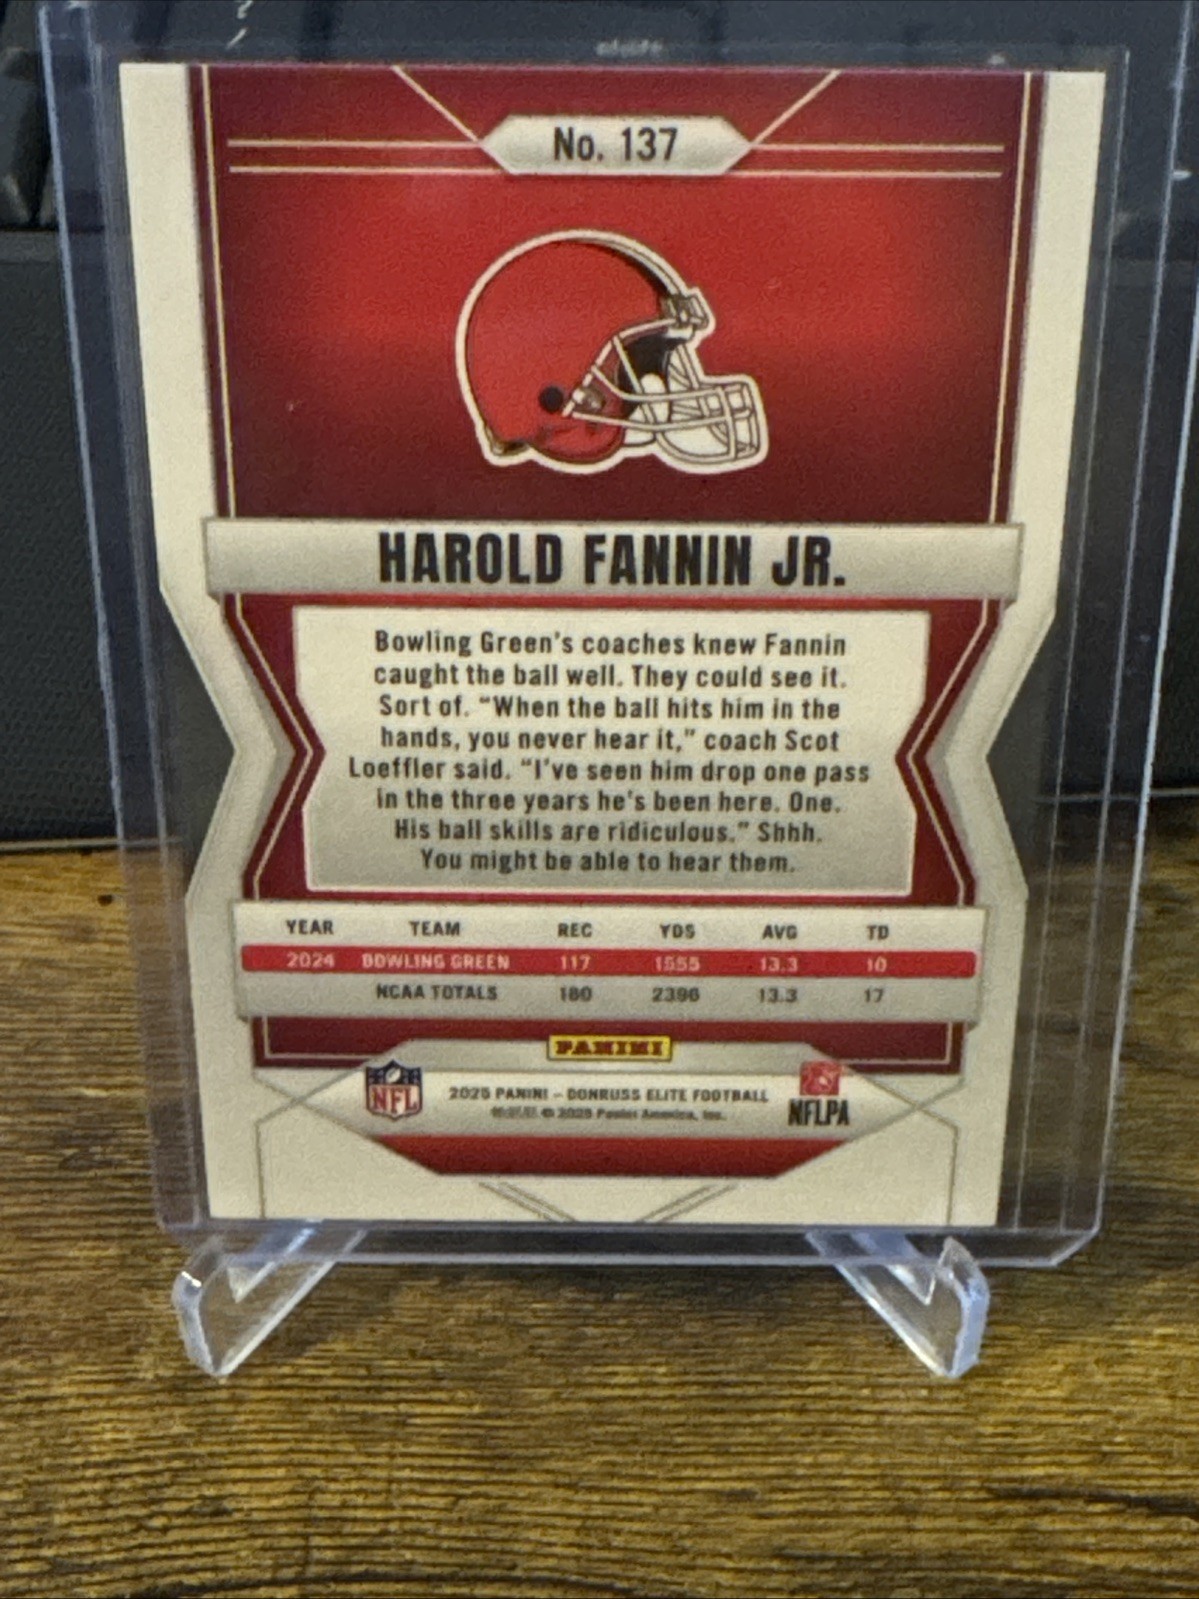 No. 137
HAROLD FANNIN JR.
Bowling Green's coaches knew Fannin
caught the ball well. They could see it.
Sort of. "When the ball hits him in the
hands, you never hear it," coach Scot
Loeffler said. "I've seen him drop one pass
in the three years he's been here. One.
His ball skills are ridiculous." Shhh.
You might be able to hear them.
YEAR TEAM REC YDS AVG TD
2024 BOWLING GREEN 117 1555 13.3 10
NCAA TOTALS 180 2396 13.3 17
PANINI
NFL
2025 PANINI – DONRUSS ELITE FOOTBALL
© 2025 Panini America, Inc.
NFLPA